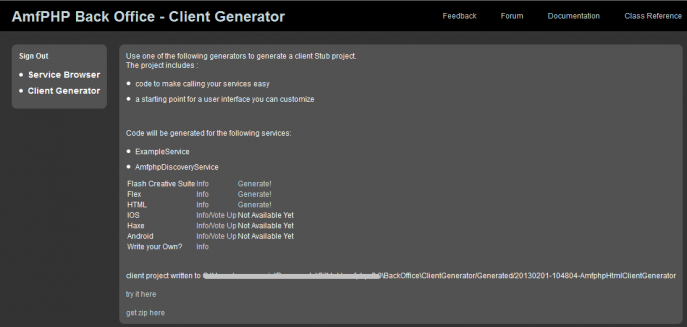 AmfPHP Back Office - Client Generator
Feedback Forum Documentation Class Reference
Sign Out
Service Browser
Client Generator
Use one of the following generators to generate a client Stub project.
The project includes :
code to make calling your services easy
a starting point for a user interface you can customize
Code will be generated for the following services:
ExampleService
AmfphpDiscoveryService
Flash Creative Suite Info Generate!
Flex Info Generate!
HTML Info Generate!
IOS Info/Vote Up Not Available Yet
Haxe Info/Vote Up Not Available Yet
Android Info/Vote Up Not Available Yet
Write your Own? Info
client project written to \BackOffice\ClientGenerator/Generated/20130201-104804-AmfphpHtmlClientGenerator
try it here
get zip here